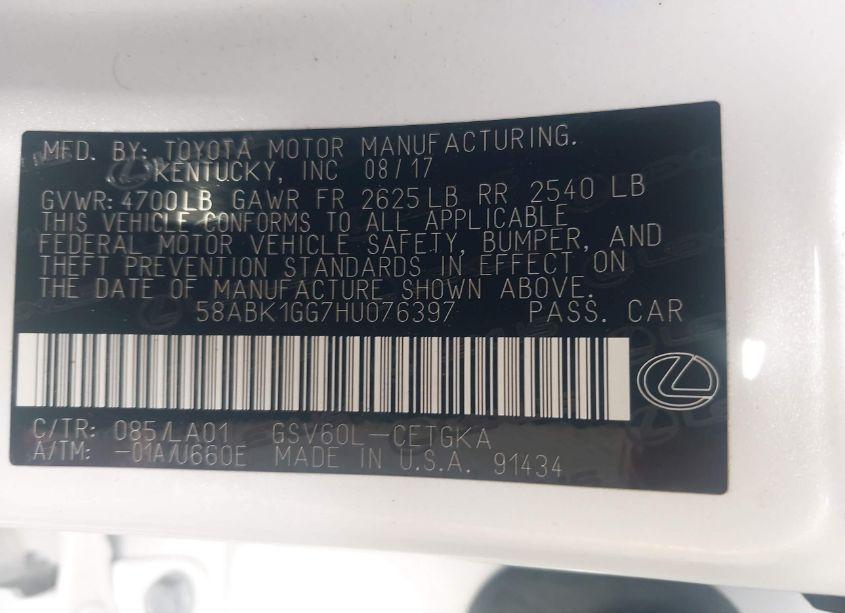 MFD. BY: TOYOTA MOTOR MANUFACTURING.
KENTUCKY, INC 08/17
GVWR: 4700LB GAWR FR 2625LB RR 2540 LB
THIS VEHICLE CONFORMS TO ALL APPLICABLE
FEDERAL MOTOR VEHICLE SAFETY, BUMPER, AND
THEFT PREVENTION STANDARDS IN EFFECT ON
THE DATE OF MANUFACTURE SHOWN ABOVE.
58ABK1GG7HU076397 PASS. CAR
C/TR: 085/LA01 GSV60L-CETGKA
A/TM: -01A/U660E MADE IN U.S.A. 91434